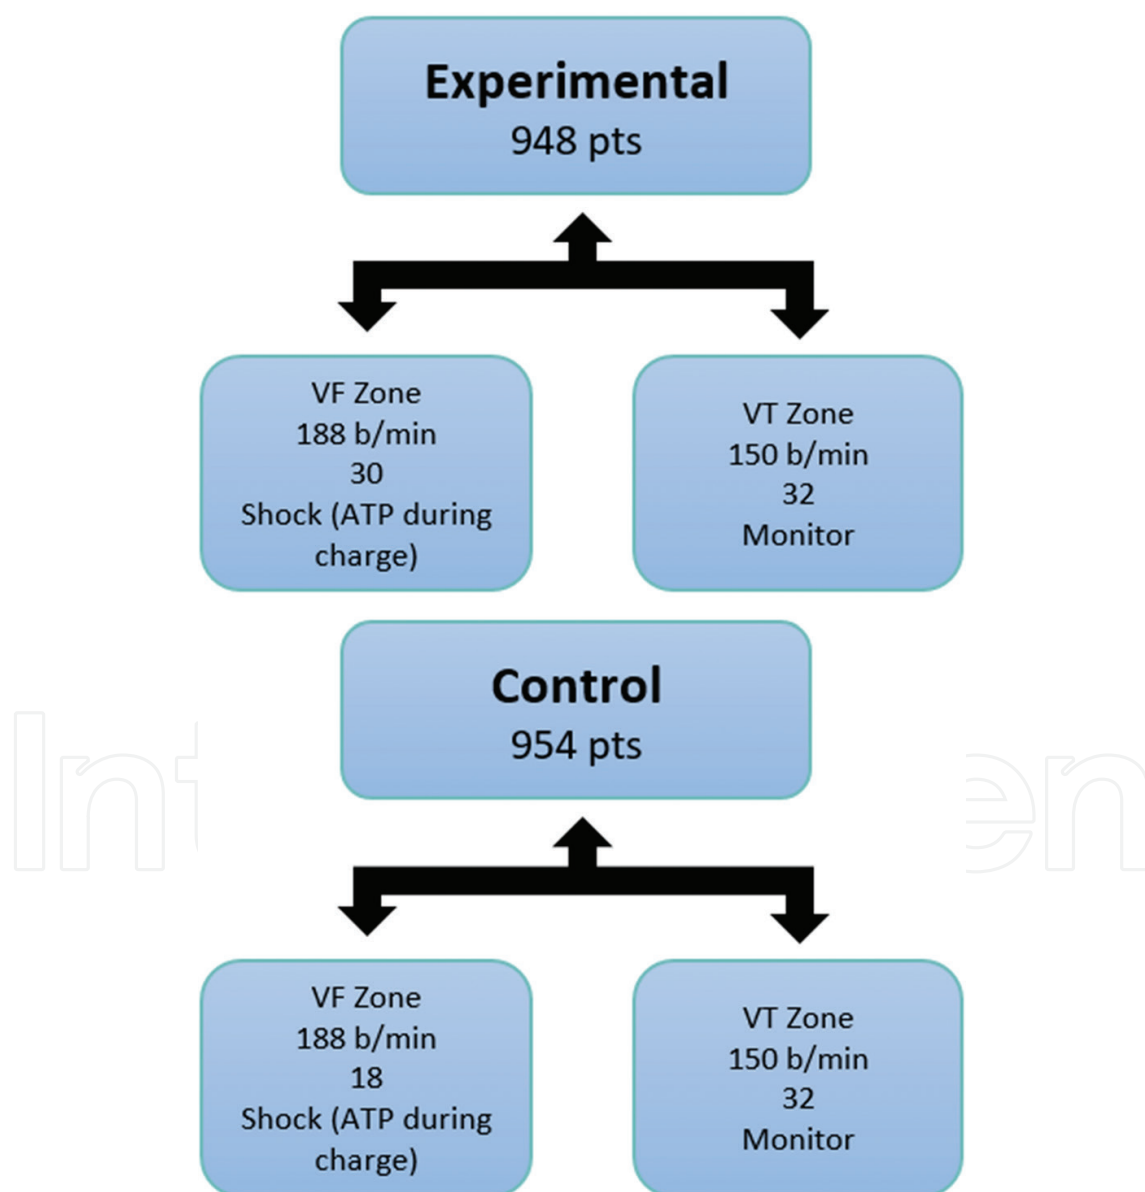 Experimental
948 pts
VF Zone
188 b/min
30
Shock (ATP during
charge)
VT Zone
150 b/min
32
Monitor
Control
954 pts
VF Zone
188 b/min
18
Shock (ATP during
charge)
VT Zone
150 b/min
32
Monitor